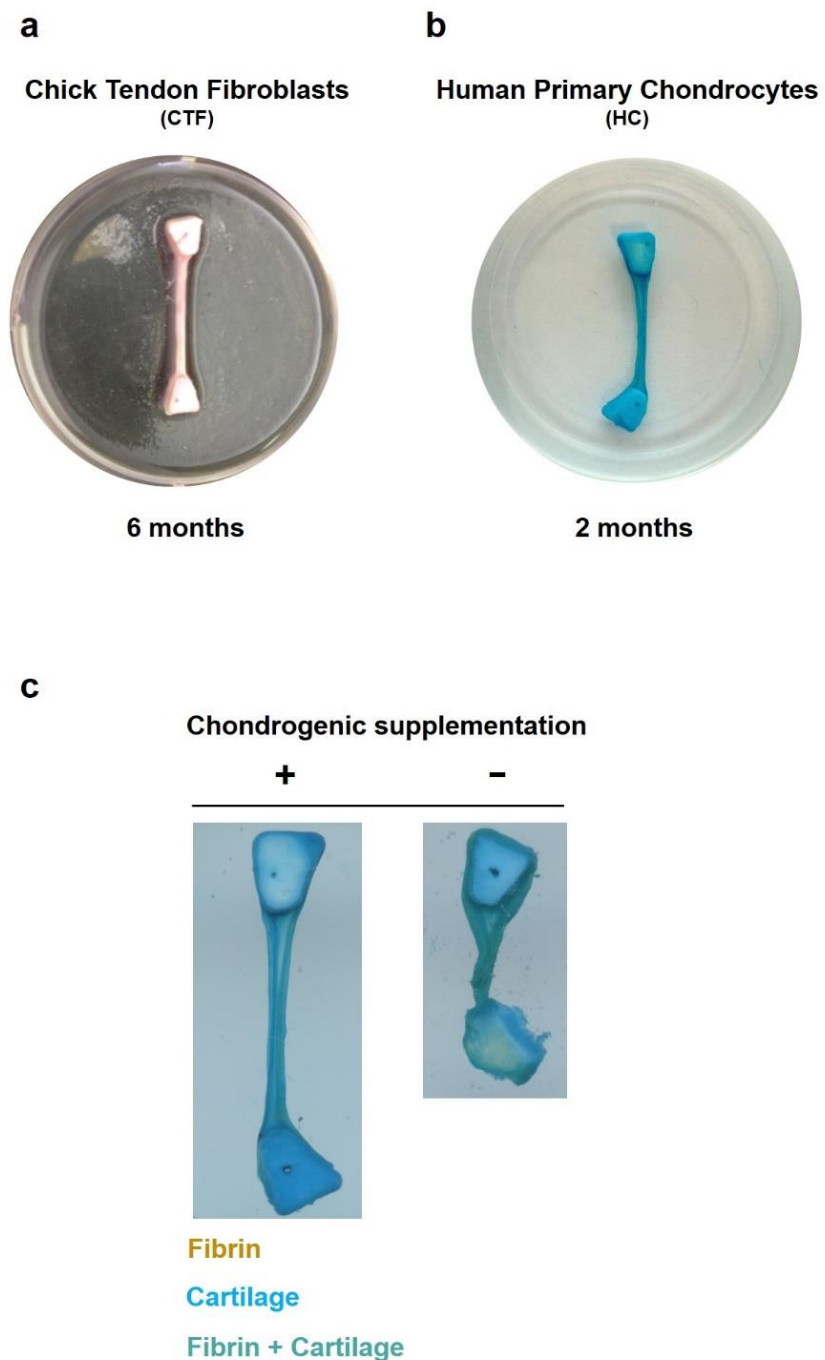 a
Chick Tendon Fibroblasts
(CTF)
6 months
b
Human Primary Chondrocytes
(HC)
2 months
c
Chondrogenic supplementation
+ −
Fibrin
Cartilage
Fibrin + Cartilage